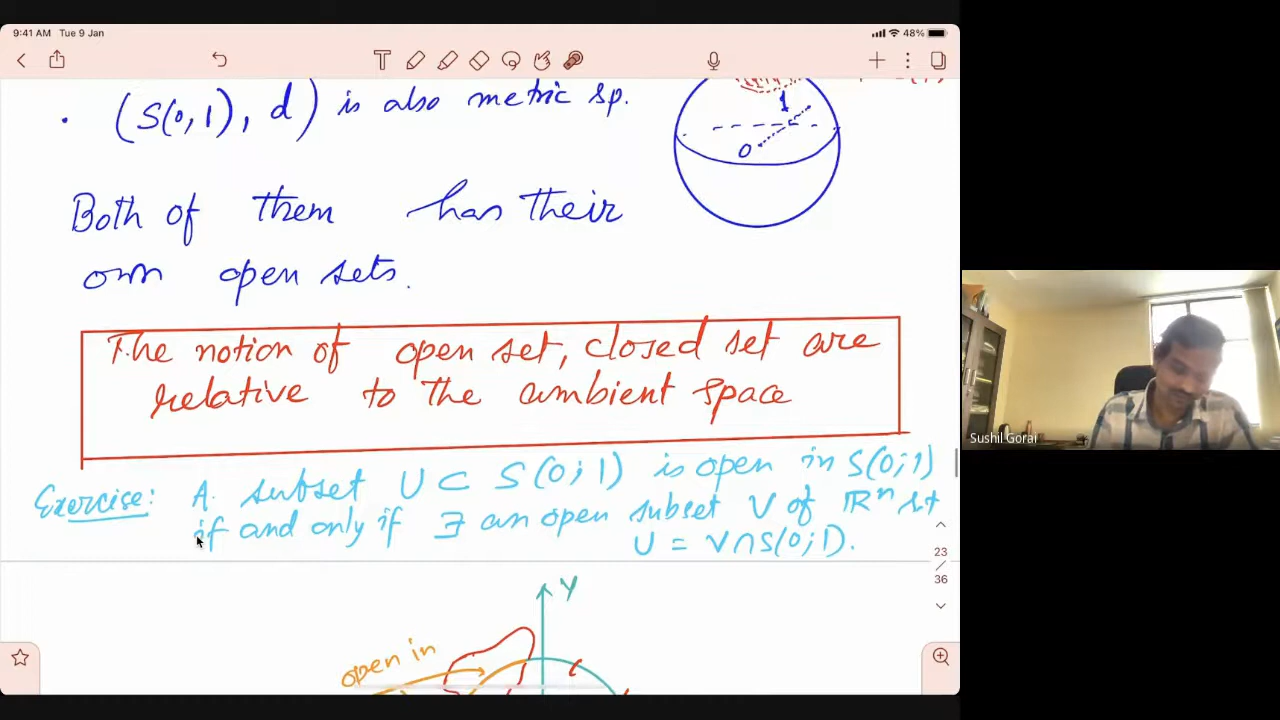 9:41 AM Tue 9 Jan
48%
. (S(0,1), d) is also metric sp.
1
0
Both of them has their
own open sets.
The notion of open set, closed set are
relative to the ambient space
Exercise: A subset U ⊂ S(0;1) is open in S(0;1)
if and only if ∃ an open subset V of ℝⁿ st
U = V∩S(0;1).
23
/
36
Y
open in
Sushil Gorai